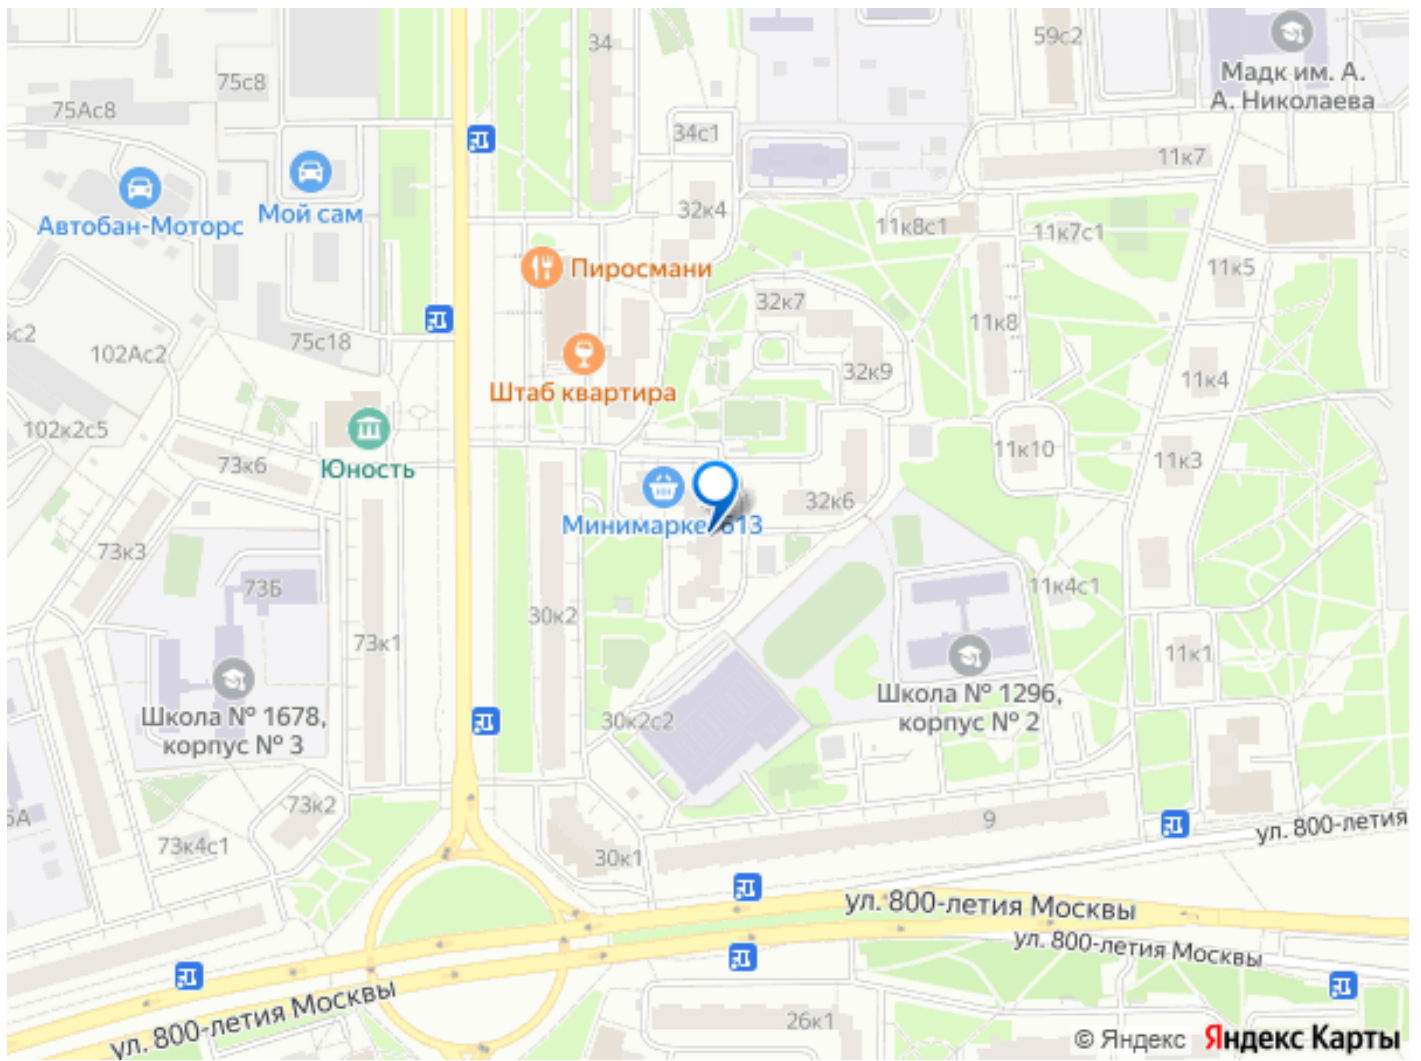 34
59с2
Мадк им. А.
А. Николаева
75с8
75Ас8
34с1
11к7
Мой сам
Автобан-Моторс
32к4
11к8с1
11к7с1
Пиросмани
11к5
32к7
11к8
75с18
102Ас2
Штаб квартира
32к9
11к4
102к2с5
73к6
Юность
11к10
11к3
32к6
Минимаркет 613
73к3
73Б
30к2
11к4с1
73к1
11к1
Школа № 1678,
корпус № 3
Школа № 1296,
корпус № 2
30к2с2
73к2
73к4с1
30к1
9
ул. 800-летия
ул. 800-летия Москвы
ул. 800-летия Москвы
ул. 800-летия Москвы
26к1
© Яндекс Яндекс Карты